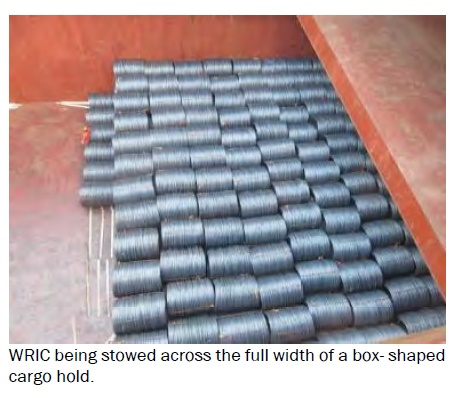 WRIC being stowed across the full width of a box- shaped
cargo hold.